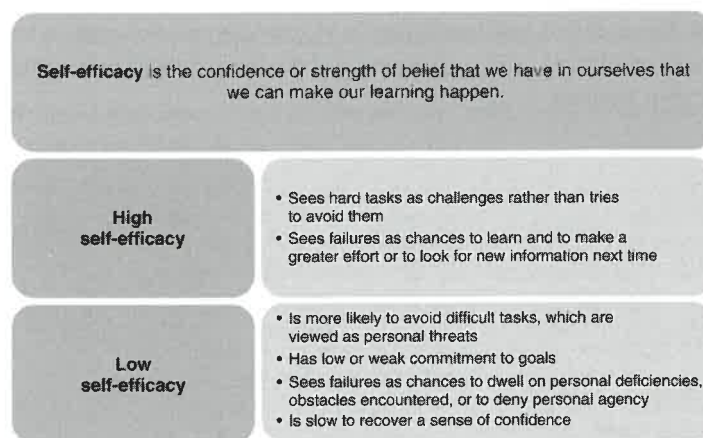 Self-efficacy is the confidence or strength of belief that we have in ourselves that
we can make our learning happen.
High
self-efficacy
• Sees hard tasks as challenges rather than tries
to avoid them
• Sees failures as chances to learn and to make a
greater effort or to look for new information next time
Low
self-efficacy
• Is more likely to avoid difficult tasks, which are
viewed as personal threats
• Has low or weak commitment to goals
• Sees failures as chances to dwell on personal deficiencies,
obstacles encountered, or to deny personal agency
• Is slow to recover a sense of confidence